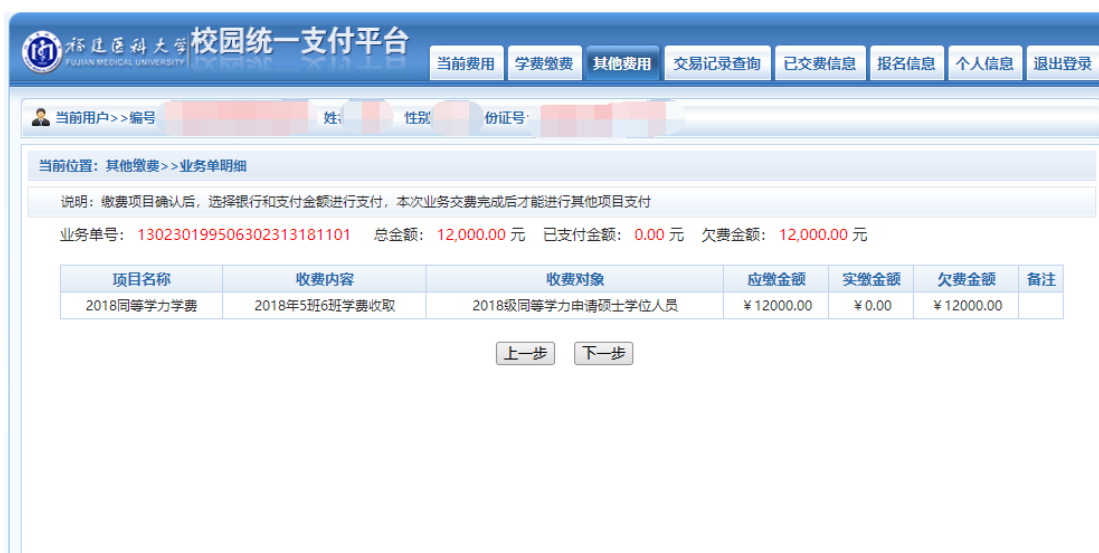 福建医科大学 校园统一支付平台
FUJIAN MEDICAL UNIVERSITY
当前费用 学费缴费 其他费用 交易记录查询 已交费信息 报名信息 个人信息 退出登录
当前用户>>编号 姓 性别 份证号
当前位置：其他缴费>>业务单明细
说明：缴费项目确认后，选择银行和支付金额进行支付，本次业务交费完成后才能进行其他项目支付
业务单号： 130230199506302313181101 总金额： 12,000.00 元 已支付金额： 0.00 元 欠费金额： 12,000.00 元
项目名称 收费内容 收费对象 应缴金额 实缴金额 欠费金额 备注
2018同等学力学费 2018年5班6班学费收取 2018级同等学力申请硕士学位人员 ￥12000.00 ￥0.00 ￥12000.00
上一步 下一步